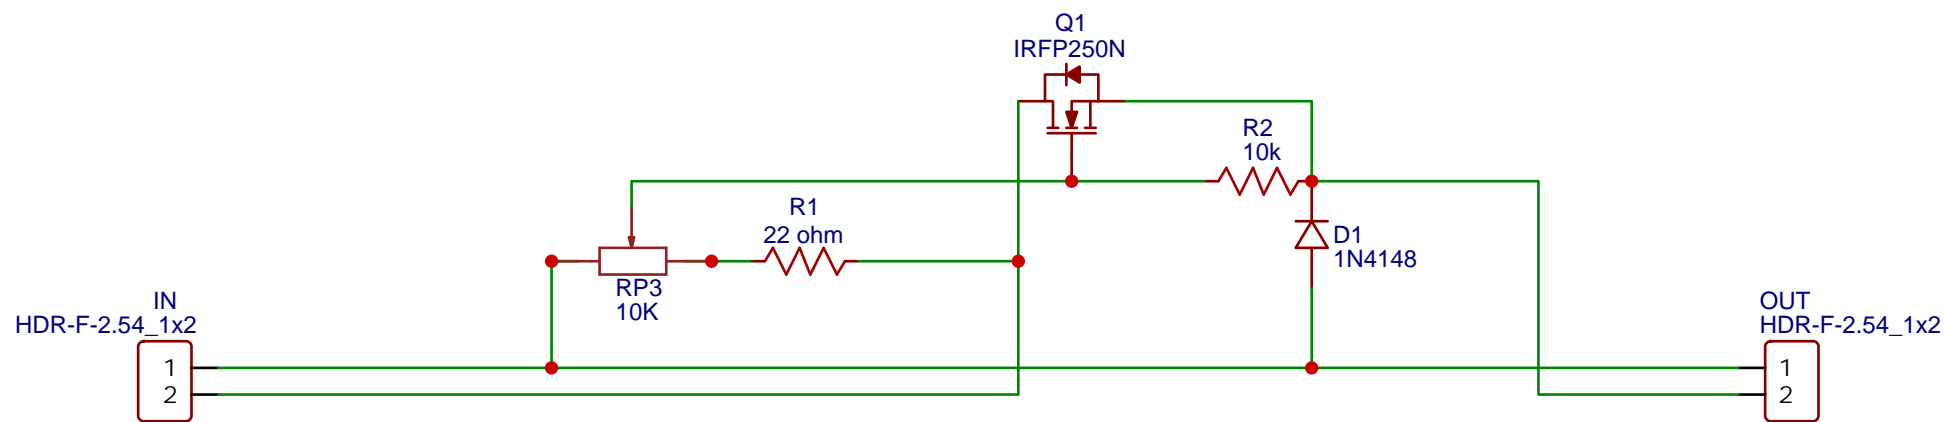 Q1
IRFP250N
R2
10k
R1
22 ohm
D1
1N4148
RP3
10K
IN
HDR-F-2.54_1x2
1
2
OUT
HDR-F-2.54_1x2
1
2